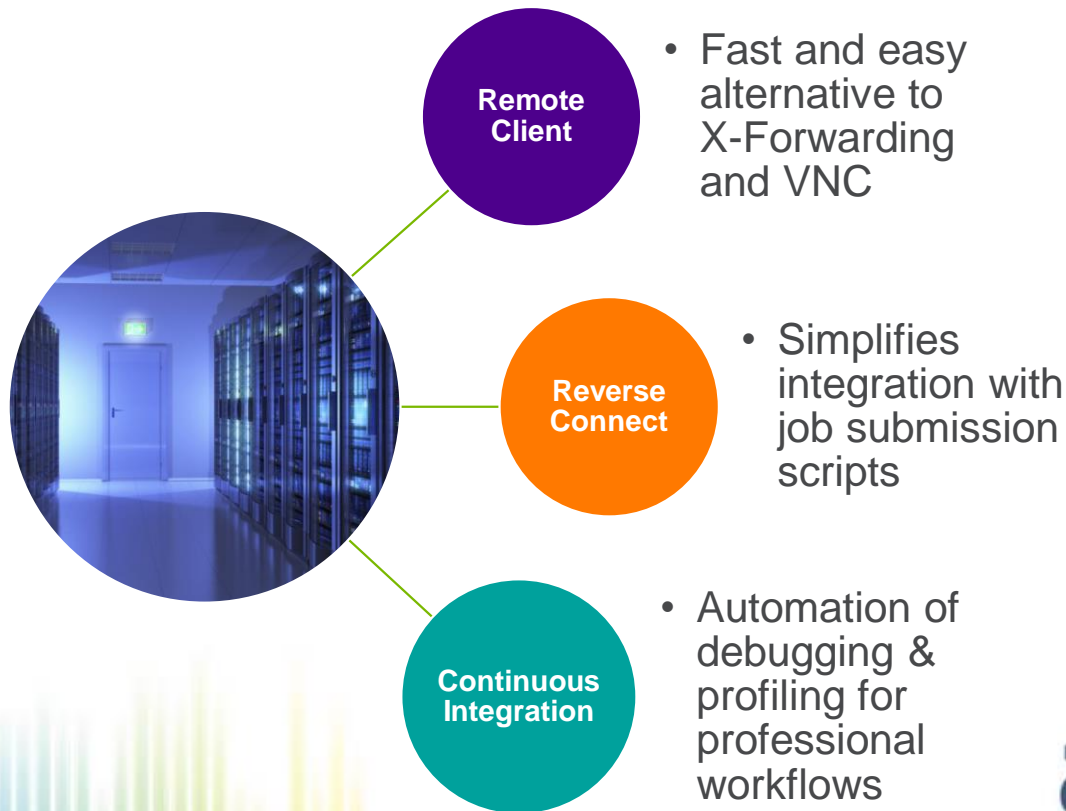 Remote
Client
• Fast and easy
alternative to
X-Forwarding
and VNC
Reverse
Connect
• Simplifies
integration with
job submission
scripts
Continuous
Integration
• Automation of
debugging &
profiling for
professional
workflows